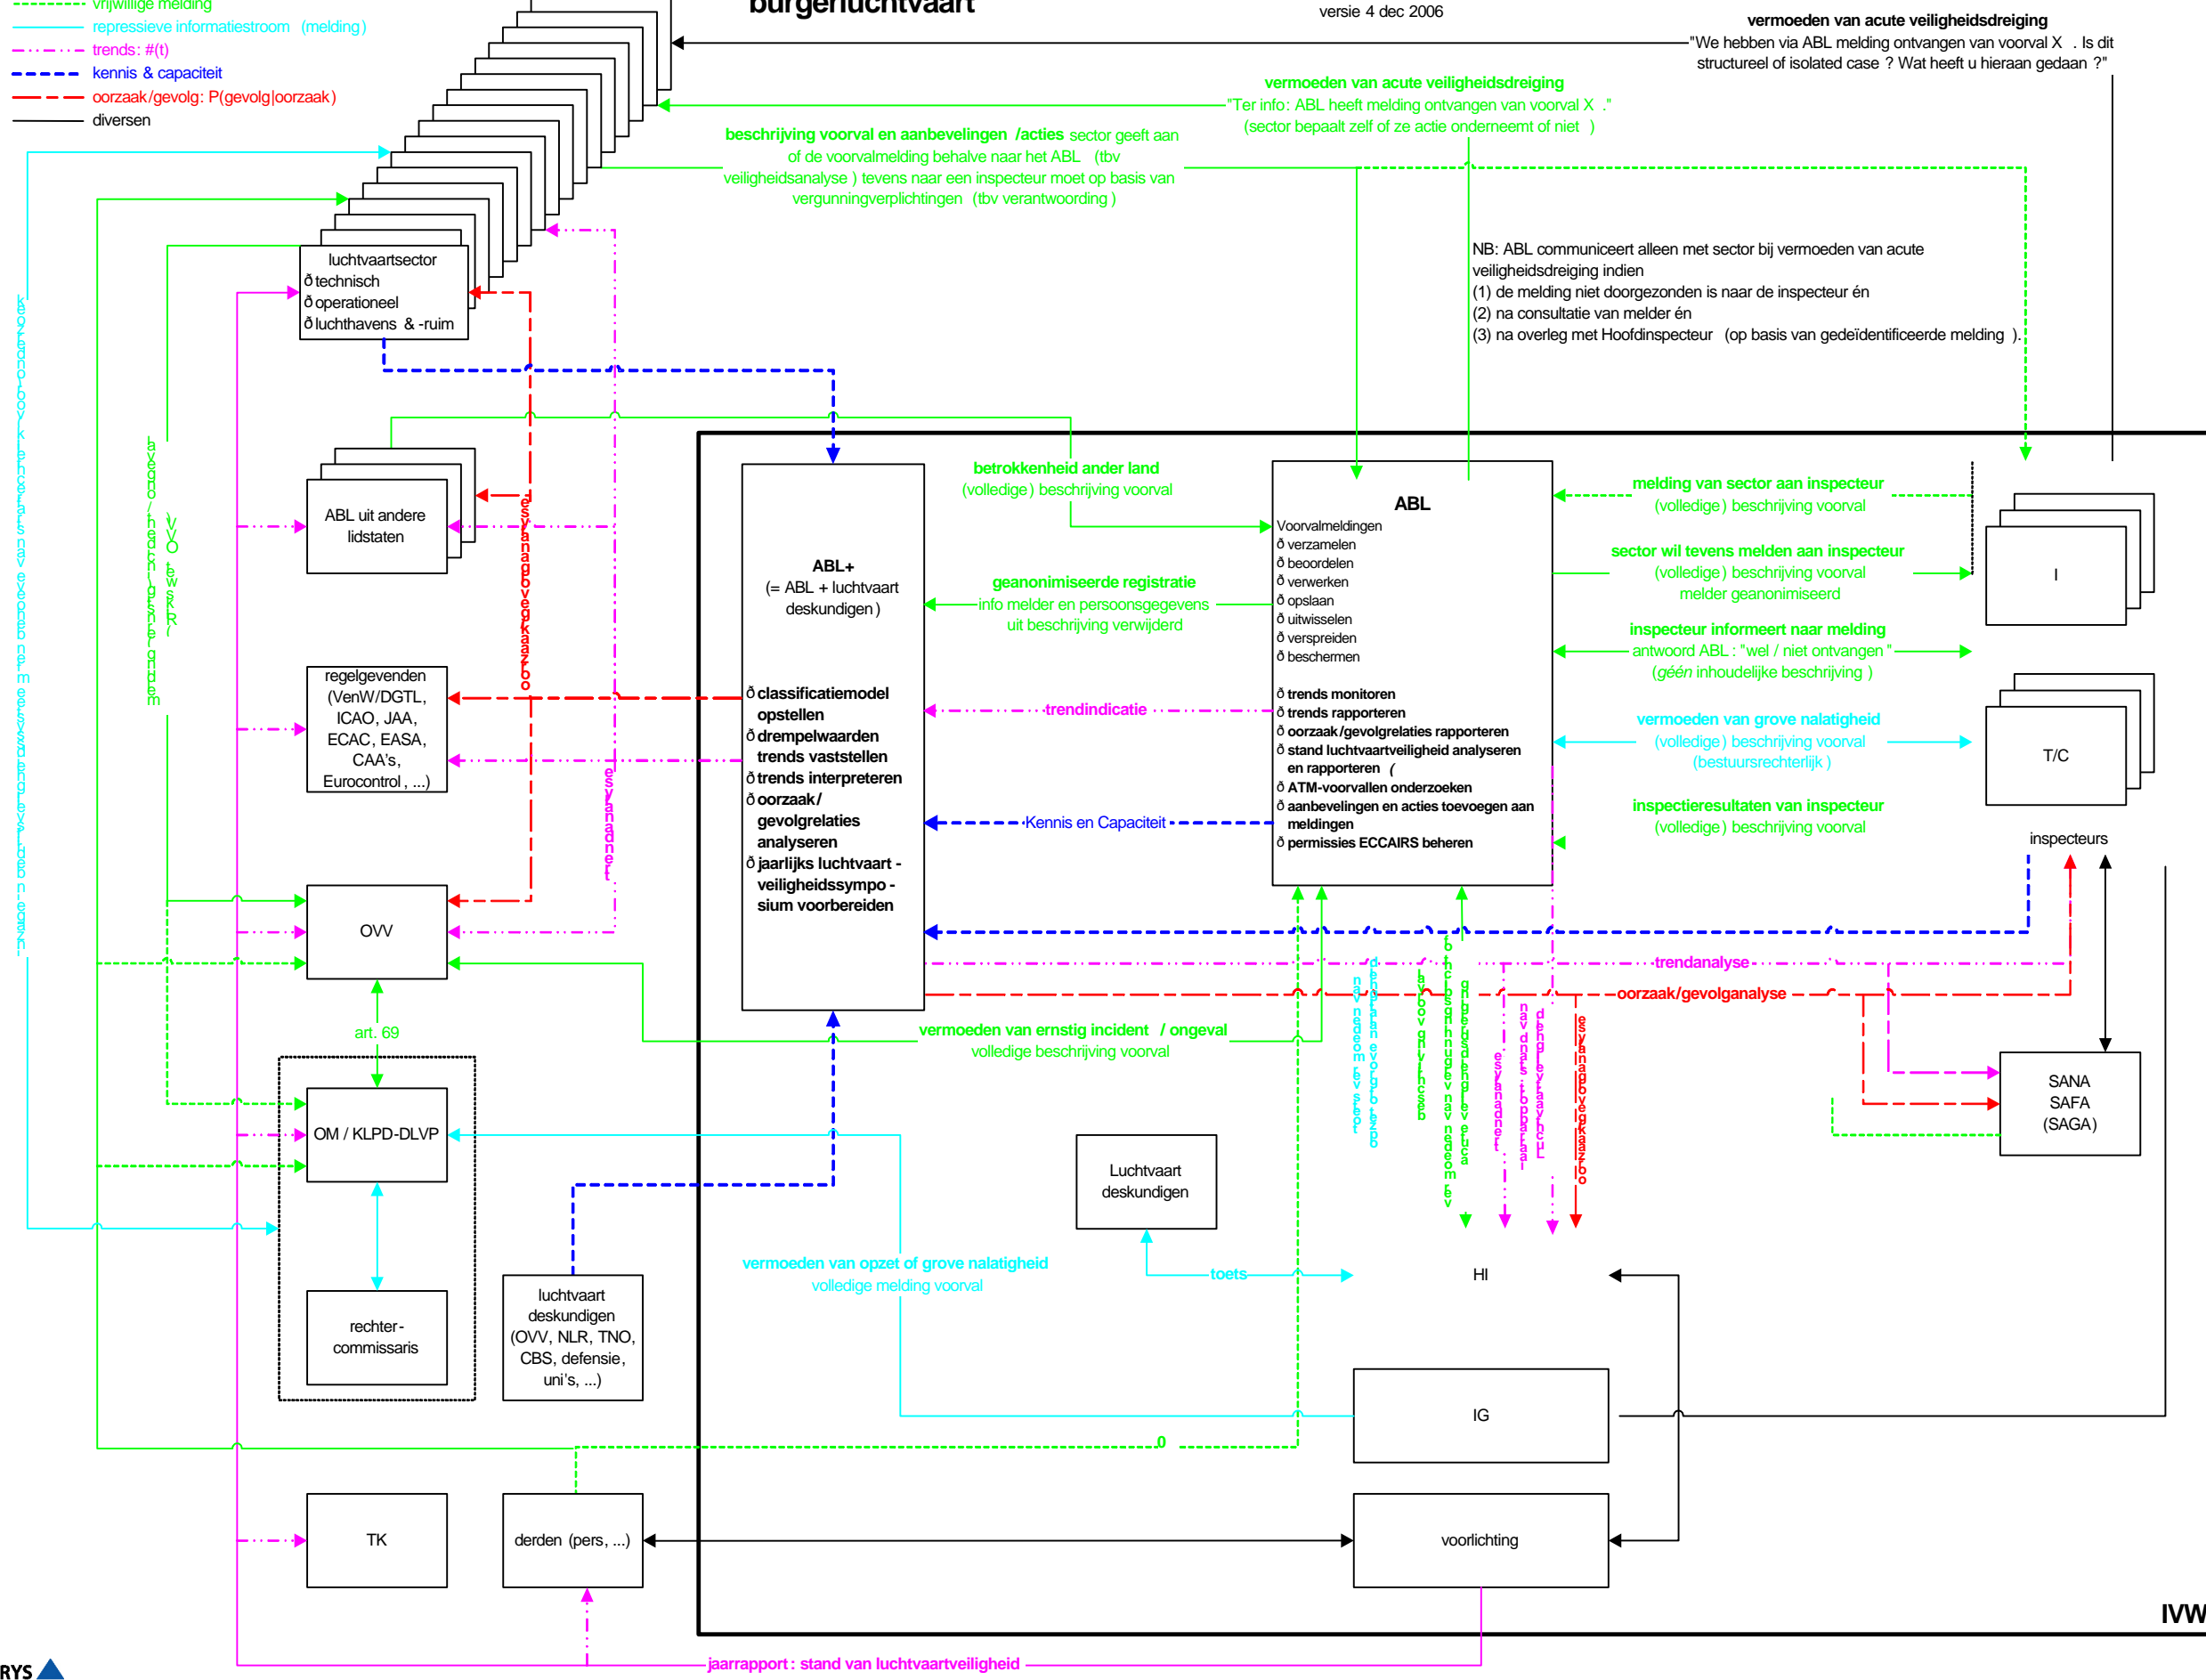 vrijwillige melding
repressieve informatiestroom (melding)
trends: #(t)
kennis & capaciteit
oorzaak/gevolg: P(gevolg|oorzaak)
diversen
burgerluchtvaart
versie 4 dec 2006
vermoeden van acute veiligheidsdreiging
"We hebben via ABL melding ontvangen van voorval X . Is dit
structureel of isolated case ? Wat heeft u hieraan gedaan ?"
vermoeden van acute veiligheidsdreiging
"Ter info: ABL heeft melding ontvangen van voorval X ."
(sector bepaalt zelf of ze actie onderneemt of niet )
beschrijving voorval en aanbevelingen /acties sector geeft aan
of de voorvalmelding behalve naar het ABL (tbv
veiligheidsanalyse ) tevens naar een inspecteur moet op basis van
vergunningverplichtingen (tbv verantwoording )
NB: ABL communiceert alleen met sector bij vermoeden van acute
veiligheidsdreiging indien
(1) de melding niet doorgezonden is naar de inspecteur én
(2) na consultatie van melder én
(3) na overleg met Hoofdinspecteur (op basis van gedeïdentificeerde melding ).
luchtvaartsector
ð technisch
ð operationeel
ð luchthavens & -ruim
ABL uit andere
lidstaten
regelgevenden
(VenW/DGTL,
ICAO, JAA,
ECAC, EASA,
CAA's,
Eurocontrol , ...)
OVV
art. 69
OM / KLPD-DLVP
rechter-
commissaris
TK
luchtvaart
deskundigen
(OVV, NLR, TNO,
CBS, defensie,
uni's, ...)
derden (pers, ...)
ABL+
(= ABL + luchtvaart
deskundigen )
ð classificatiemodel
opstellen
ð drempelwaarden
trends vaststellen
ð trends interpreteren
ð oorzaak/
gevolgrelaties
analyseren
ð jaarlijks luchtvaart -
veiligheidssympo -
sium voorbereiden
betrokkenheid ander land
(volledige) beschrijving voorval
geanonimiseerde registratie
info melder en persoonsgegevens
uit beschrijving verwijderd
trendindicatie
Kennis en Capaciteit
ABL
Voorvalmeldingen
ð verzamelen
ð beoordelen
ð verwerken
ð opslaan
ð uitwisselen
ð verspreiden
ð beschermen
ð trends monitoren
ð trends rapporteren
ð oorzaak/gevolgrelaties rapporteren
ð stand luchtvaartveiligheid analyseren
en rapporteren (
ð ATM-voorvallen onderzoeken
ð aanbevelingen en acties toevoegen aan
meldingen
ð permissies ECCAIRS beheren
melding van sector aan inspecteur
(volledige) beschrijving voorval
sector wil tevens melden aan inspecteur
(volledige) beschrijving voorval
melder geanonimiseerd
inspecteur informeert naar melding
antwoord ABL : "wel / niet ontvangen "
(géén inhoudelijke beschrijving )
vermoeden van grove nalatigheid
(volledige) beschrijving voorval
(bestuursrechterlijk )
inspectieresultaten van inspecteur
(volledige) beschrijving voorval
I
T/C
inspecteurs
trendanalyse
oorzaak/gevolganalyse
trendanalyse
oorzaak/gevolganalyse
vermoeden van ernstig incident / ongeval
volledige beschrijving voorval
trendanalyse
oorzaak/gevolganalyse
SANA
SAFA
(SAGA)
Luchtvaart
deskundigen
vermoeden van opzet of grove nalatigheid
volledige melding voorval
toets
HI
IG
0
voorlichting
IVW
jaarrapport : stand van luchtvaartveiligheid
RYS